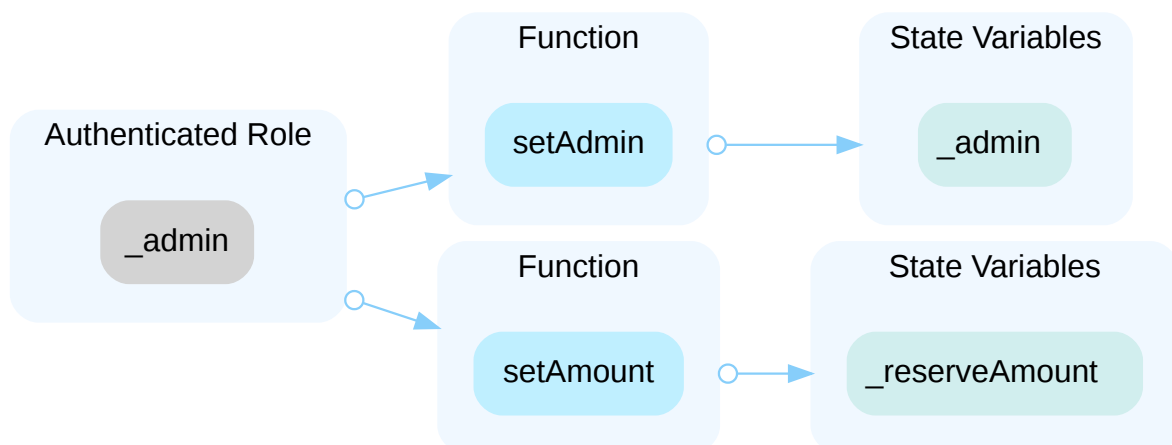 Authenticated Role
_admin
Function
setAdmin
State Variables
_admin
Function
setAmount
State Variables
_reserveAmount